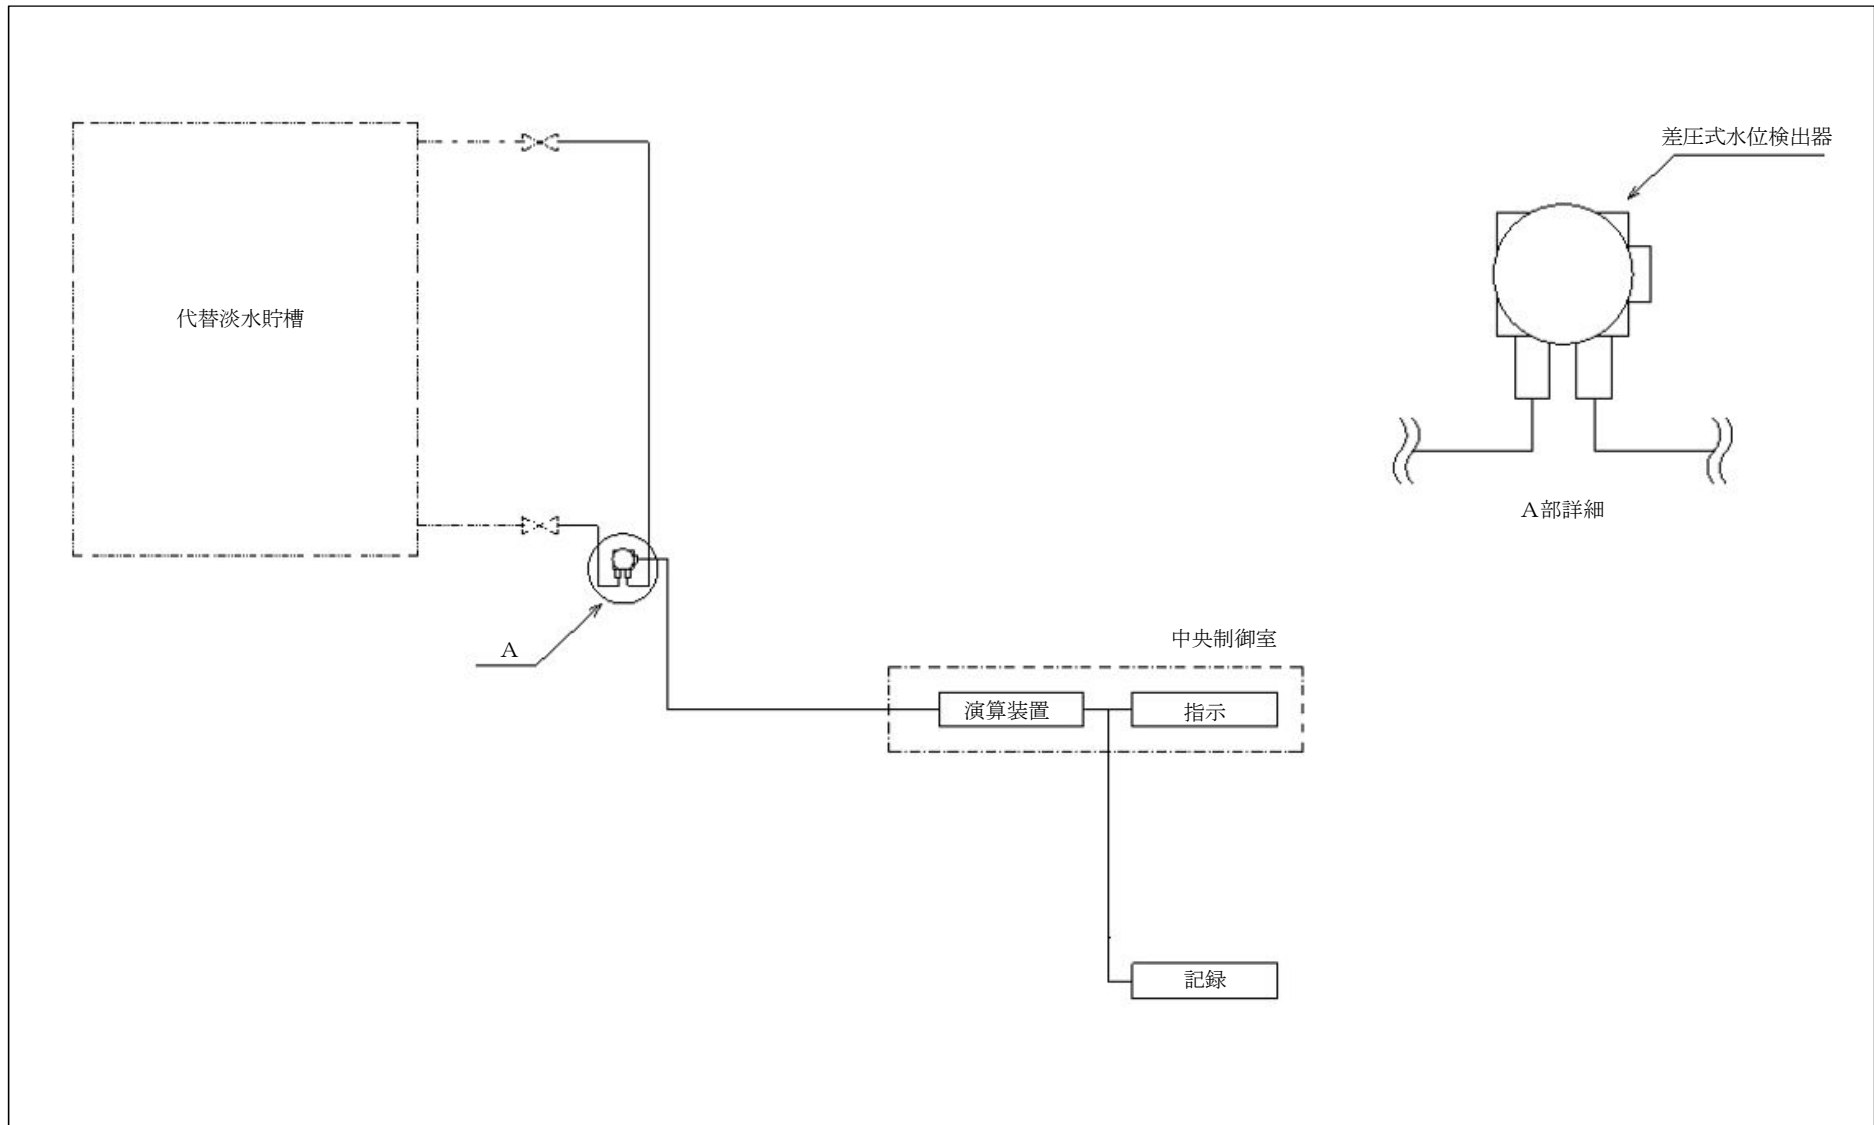 差圧式水位検出器
代替淡水貯槽
A部詳細
A
中央制御室
演算装置
指示
記録